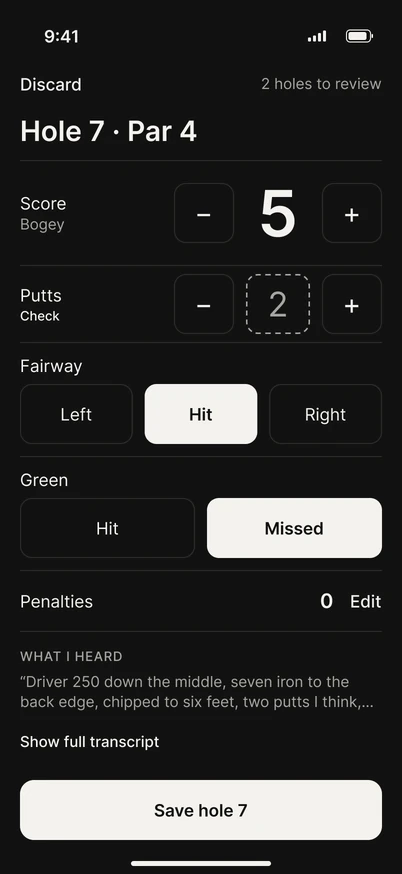 9:41
Discard
2 holes to review
Hole 7 · Par 4
Score
Bogey
−
5
+
Putts
Check
−
2
+
Fairway
Left
Hit
Right
Green
Hit
Missed
Penalties
0
Edit
WHAT I HEARD
“Driver 250 down the middle, seven iron to the
back edge, chipped to six feet, two putts I think,…
Show full transcript
Save hole 7